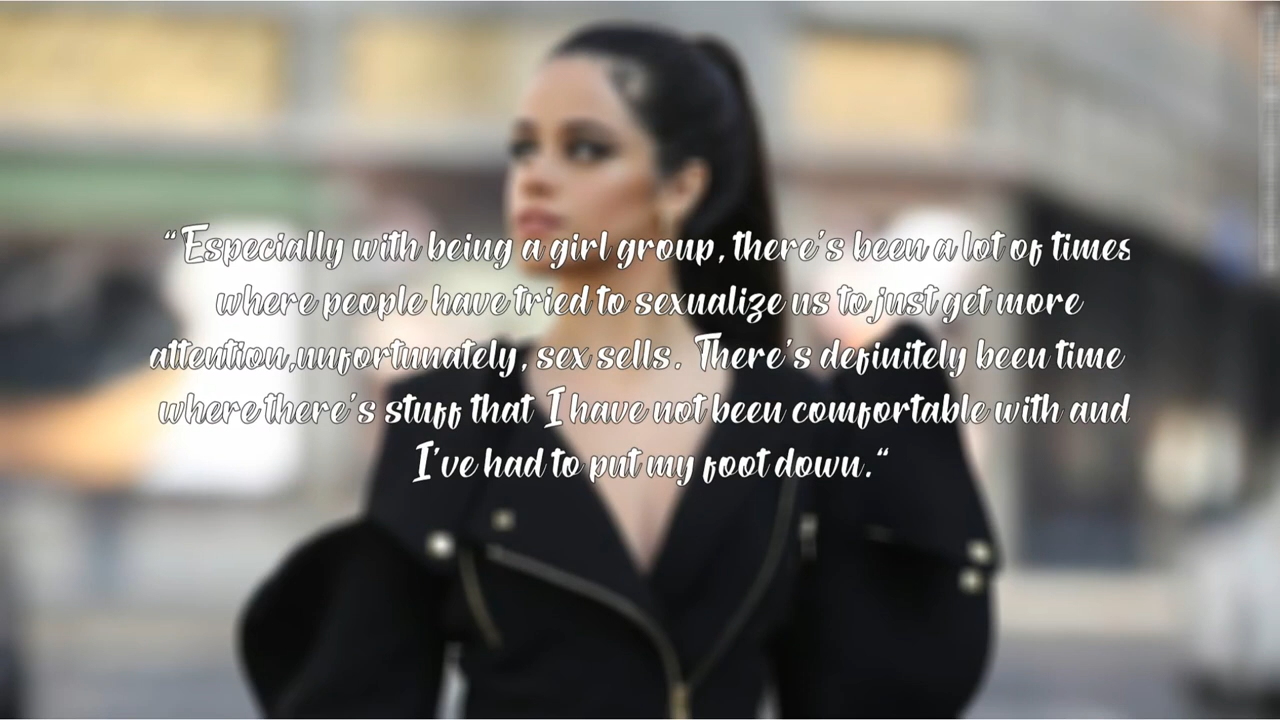 “Especially with being a girl group, there's been a lot of times
where people have tried to sexualize us to just get more
attention,unfortunately, sex sells. There's definitely been time
where there's stuff that I have not been comfortable with and
I've had to put my foot down.“